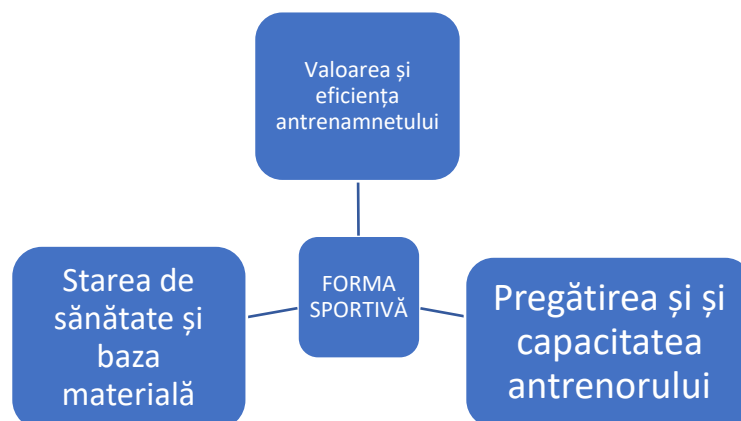 Valoarea și
eficiența
antrenamnetului
FORMA
SPORTIVĂ
Starea de
sănătate și
baza
materială
Pregătirea și și
capacitatea
antrenorului